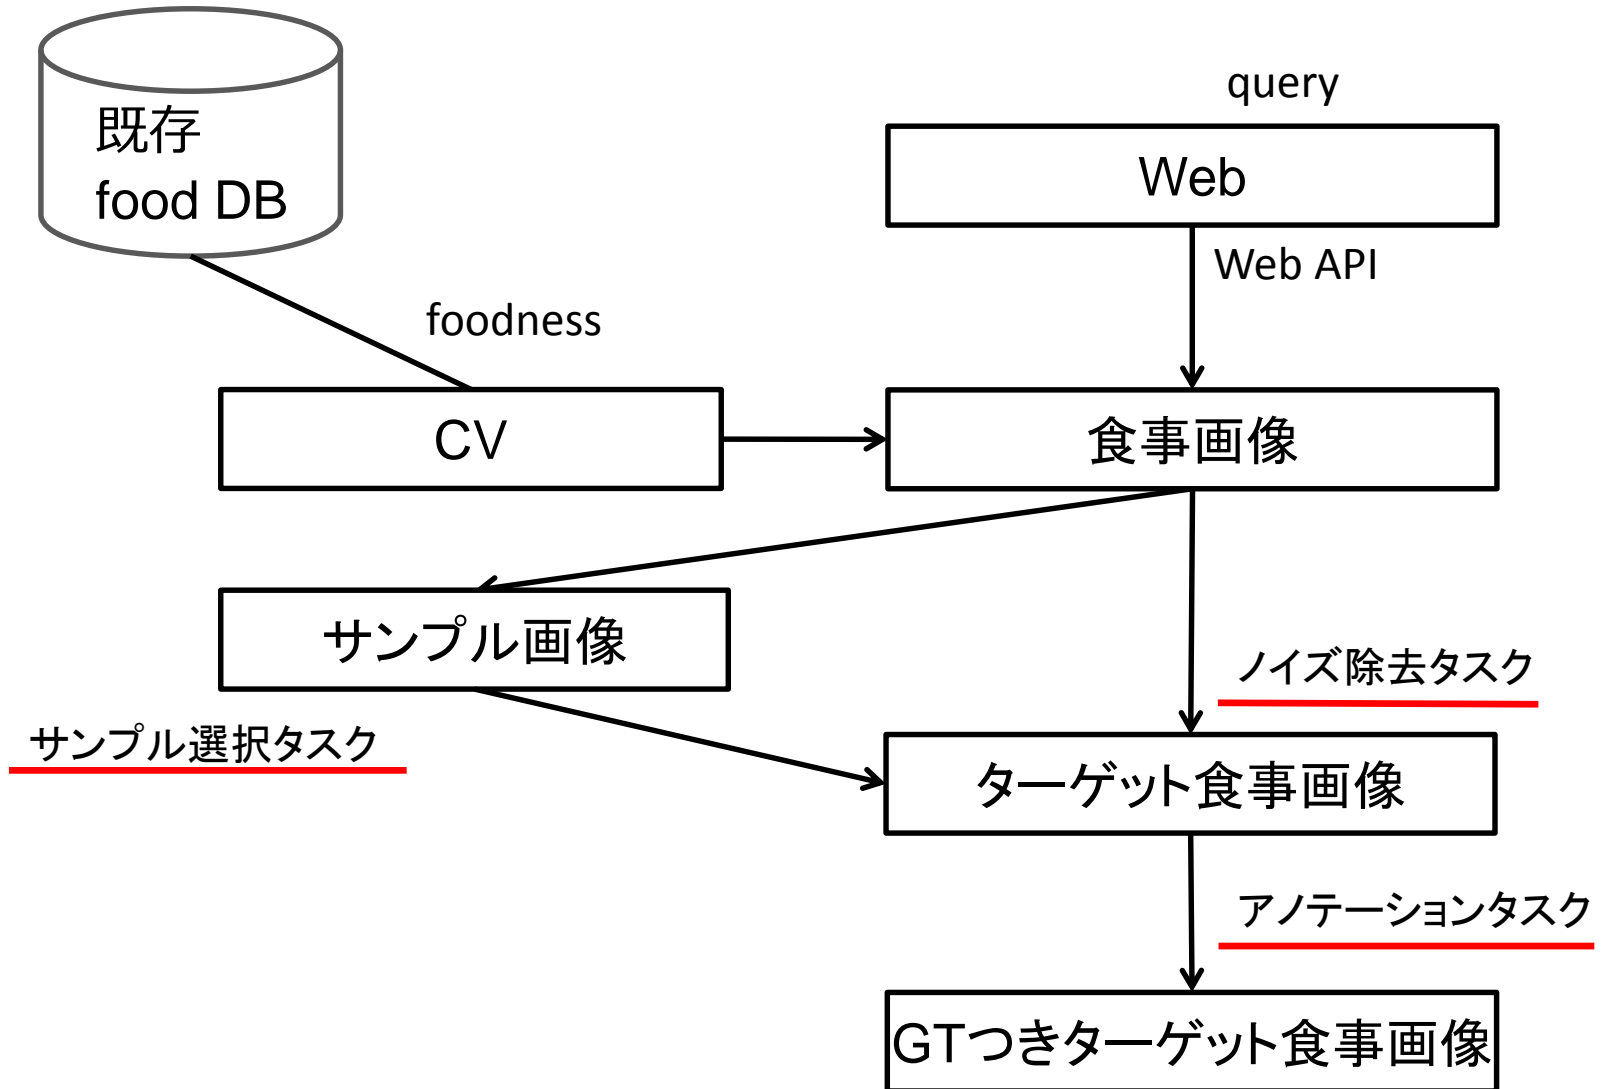 既存
food DB
query
Web
Web API
foodness
CV
食事画像
サンプル画像
ノイズ除去タスク
サンプル選択タスク
ターゲット食事画像
アノテーションタスク
GTつきターゲット食事画像